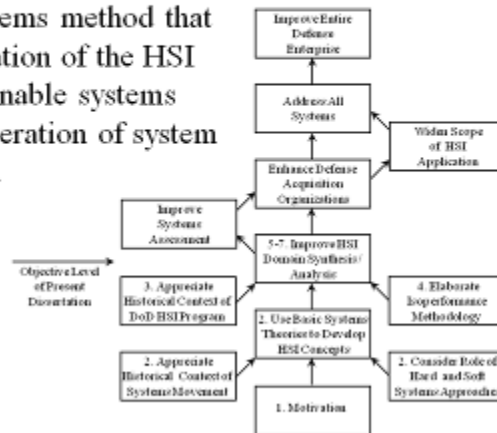 ems method that
ation of the HSI
nable systems
eration of system
Improve Entire
Defense
Enterprise
Address All
Systems
Widen Scope
of HSI
Application
Enhance Defense
Acquisition
Organizations
Improve
Systems
Assessment
5-7. Improve HSI
Domain Synthesis/
Analysis
Objective Level
of Present
Dissertation
3. Appreciate
Historical Context of
DoD HSI Program
4. Elaborate
Isoperformance
Methodology
2. Use Basic Systems
Theories to Develop
HSI Concepts
2. Appreciate
Historical Context of
Systems Movement
2. Consider Role of
Hard and Soft
Systems Approaches
1. Motivation